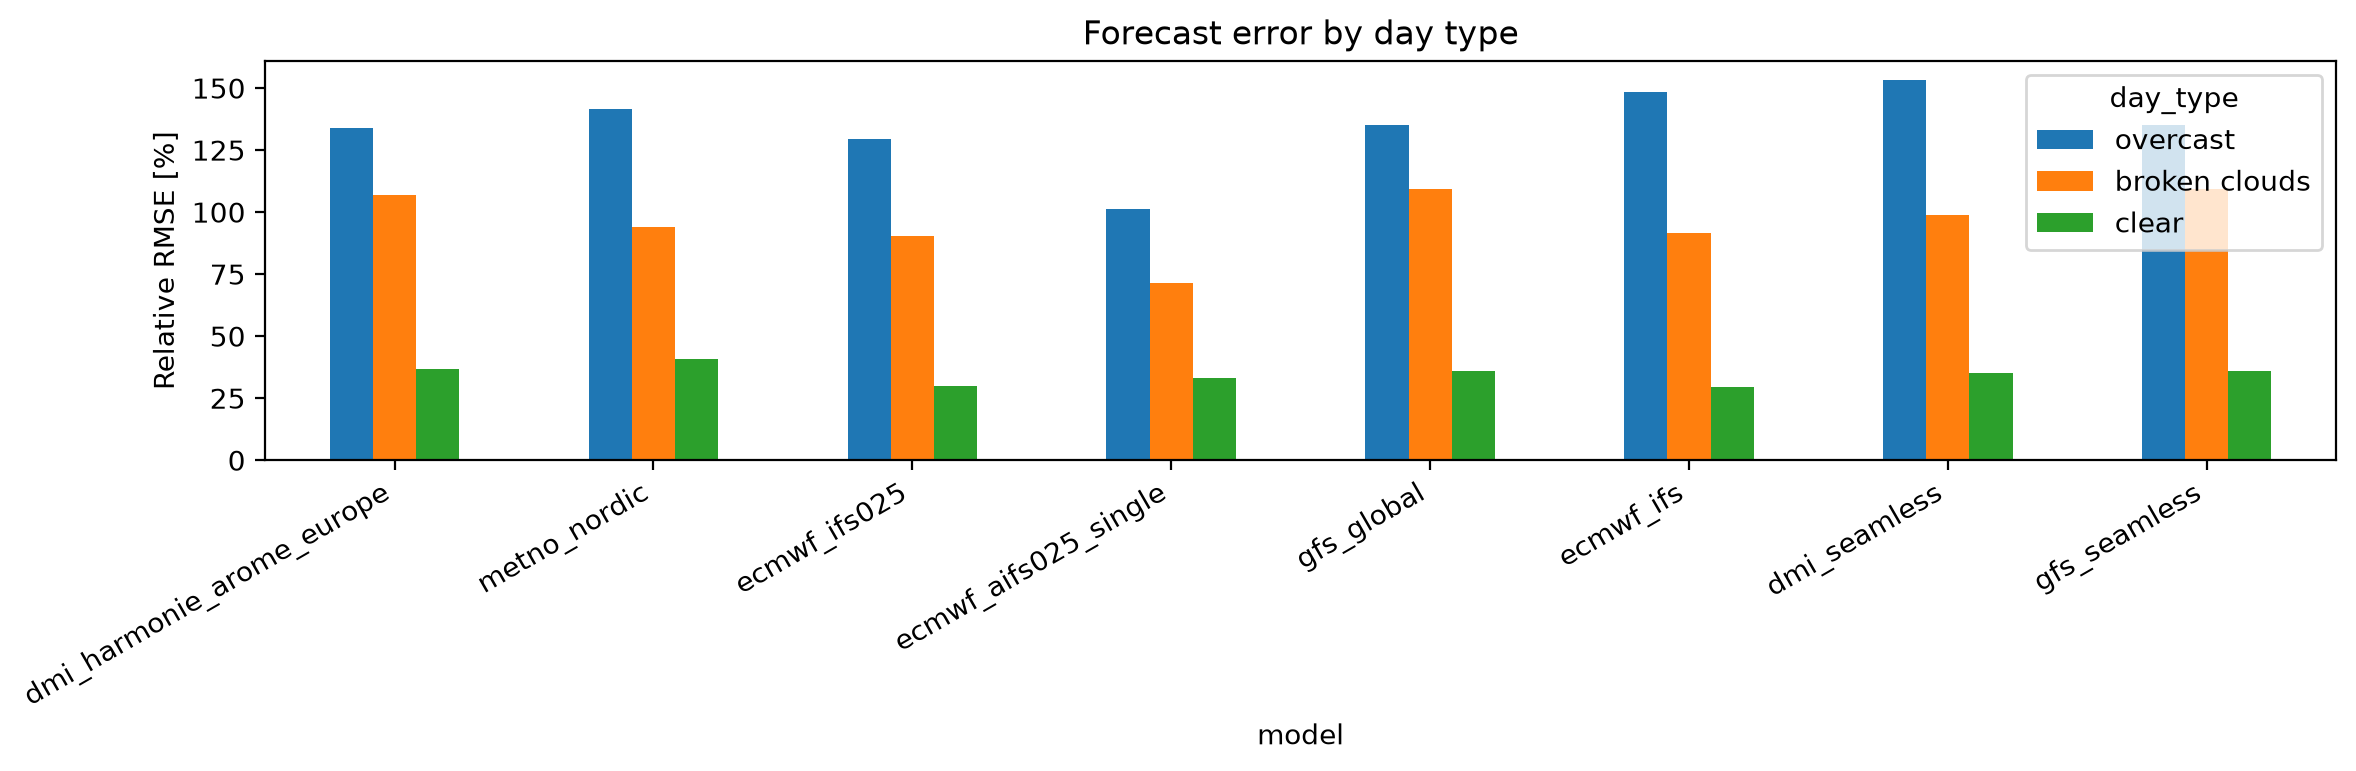 Forecast error by day type
Relative RMSE [%]
150
125
100
75
50
25
0
day_type
overcast
broken clouds
clear
dmi_harmonie_arome_europe
metno_nordic
ecmwf_ifs025
ecmwf_aifs025_single
gfs_global
ecmwf_ifs
dmi_seamless
gfs_seamless
model